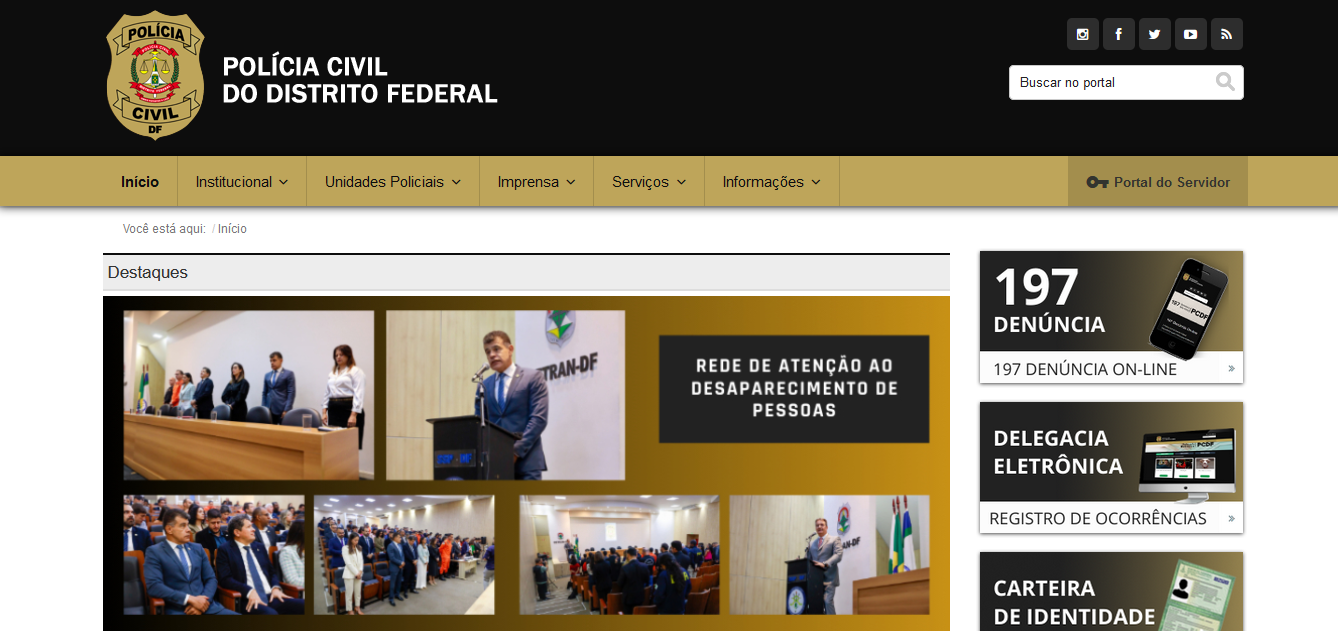 POLÍCIA
CIVIL
DF
POLÍCIA CIVIL
DO DISTRITO FEDERAL
Buscar no portal
Início
Institucional
Unidades Policiais
Imprensa
Serviços
Informações
Portal do Servidor
Você está aqui: / Início
Destaques
TRAN-DF
REDE DE ATENÇÃO AO
DESAPARECIMENTO DE
PESSOAS
197
DENÚNCIA
PCDF
197 DENÚNCIA ON-LINE »
DELEGACIA
ELETRÔNICA
PCDF
REGISTRO DE OCORRÊNCIAS »
CARTEIRA
DE IDENTIDADE